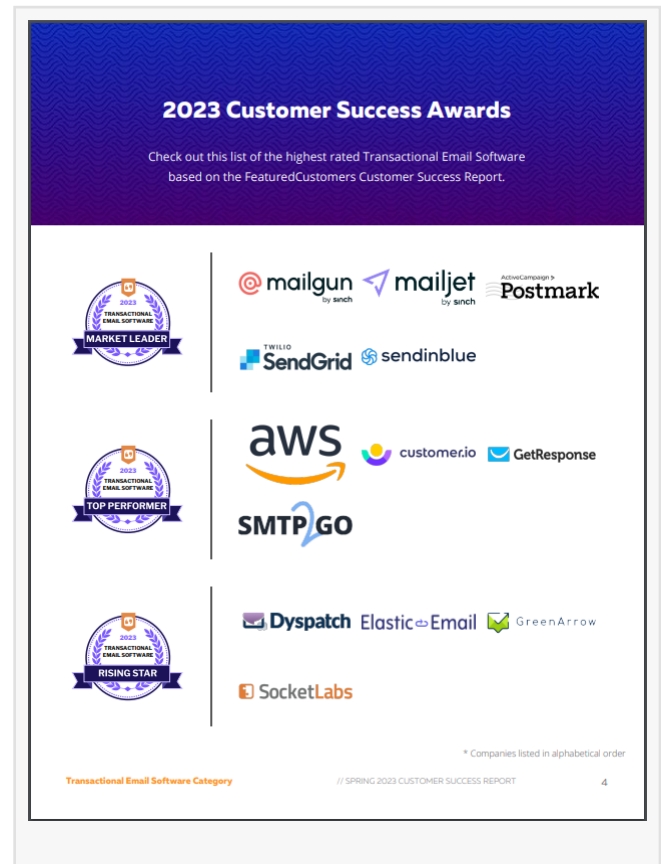 2023 Customer Success Awards
Check out this list of the highest rated Transactional Email Software
based on the FeaturedCustomers Customer Success Report.
2023
TRANSACTIONAL
EMAIL SOFTWARE
MARKET LEADER
mailgun
by sinch
mailjet
by sinch
ActiveCampaign >
Postmark
TWILIO
SendGrid
sendinblue
2023
TRANSACTIONAL
EMAIL SOFTWARE
TOP PERFORMER
aws
customer.io
GetResponse
SMTP2GO
2023
TRANSACTIONAL
EMAIL SOFTWARE
RISING STAR
Dyspatch
Elastic Email
GreenArrow
SocketLabs
* Companies listed in alphabetical order
Transactional Email Software Category
// SPRING 2023 CUSTOMER SUCCESS REPORT
4